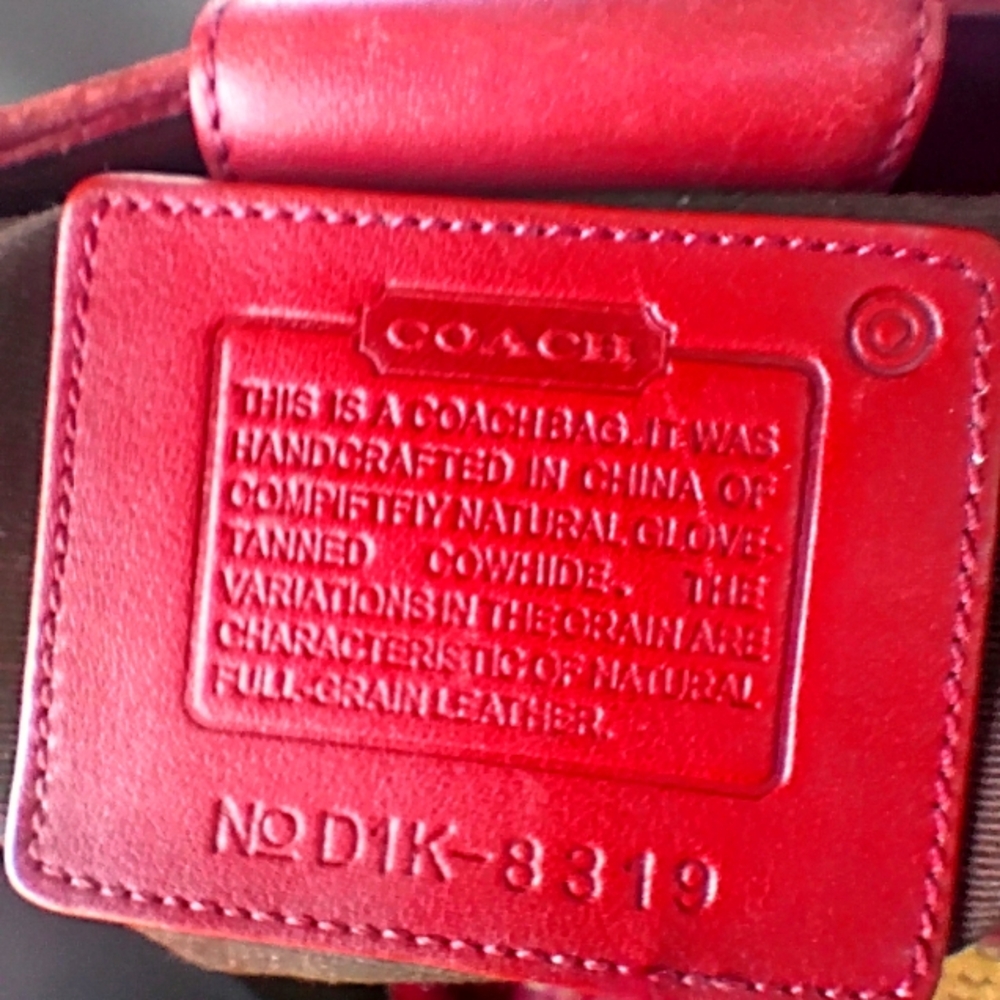 COACH
THIS IS A COACH BAG. IT WAS
HANDCRAFTED IN CHINA OF
COMPLETELY NATURAL GLOVE-
TANNED COWHIDE. THE
VARIATIONS IN THE GRAIN ARE
CHARACTERISTIC OF NATURAL
FULL-GRAIN LEATHER.
No D1K-8319